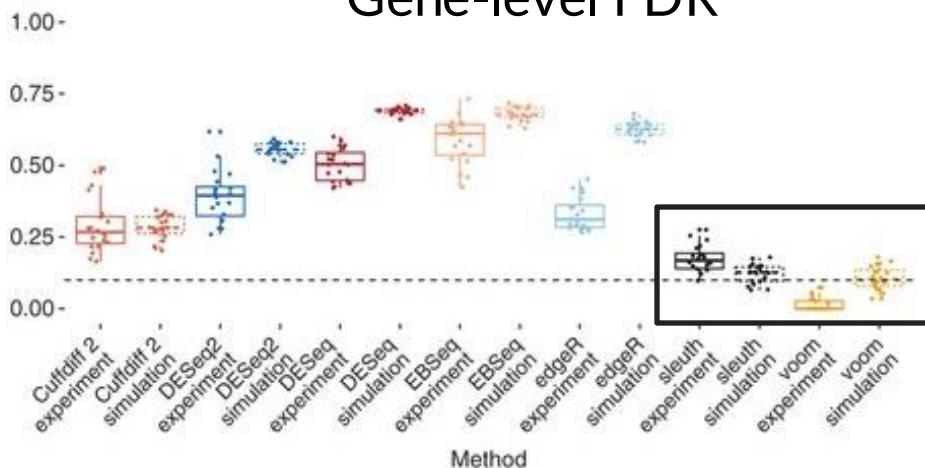 Gene-level FDR
1.00
0.75
0.50
0.25
0.00
Cuffdiff 2
experiment
Cuffdiff 2
simulation
DESeq2
experiment
DESeq2
simulation
DESeq
experiment
DESeq
simulation
EBSeq
experiment
EBSeq
simulation
edgeR
experiment
edgeR
simulation
sleuth
experiment
sleuth
simulation
voom
experiment
voom
simulation
Method